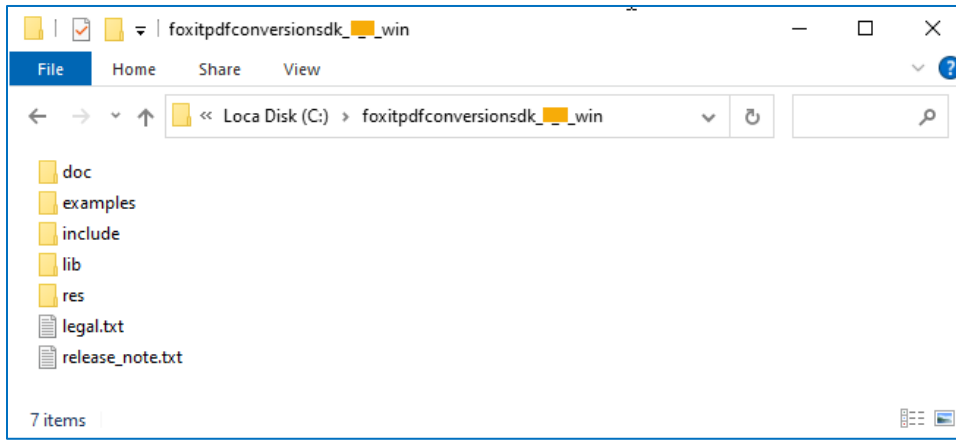 foxitpdfconversionsdk_ _ _win
File Home Share View
« Loca Disk (C:) › foxitpdfconversionsdk_ _ _win
doc
examples
include
lib
res
legal.txt
release_note.txt
7 items